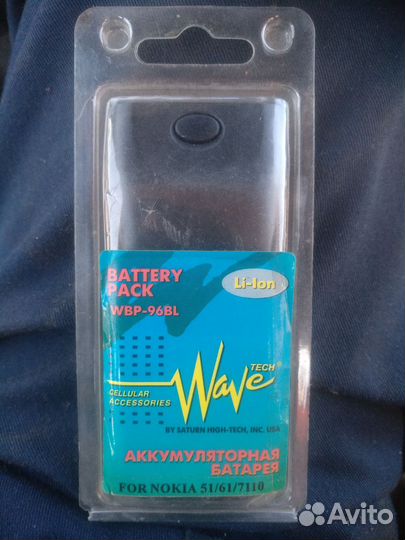 BATTERY
PACK
Li-Ion
WBP-96BL
Wave TECH
CELLULAR
ACCESSORIES
BY SATURN HIGH-TECH, INC. USA
АККУМУЛЯТОРНАЯ
БАТАРЕЯ
FOR NOKIA 51/61/7110
Avito